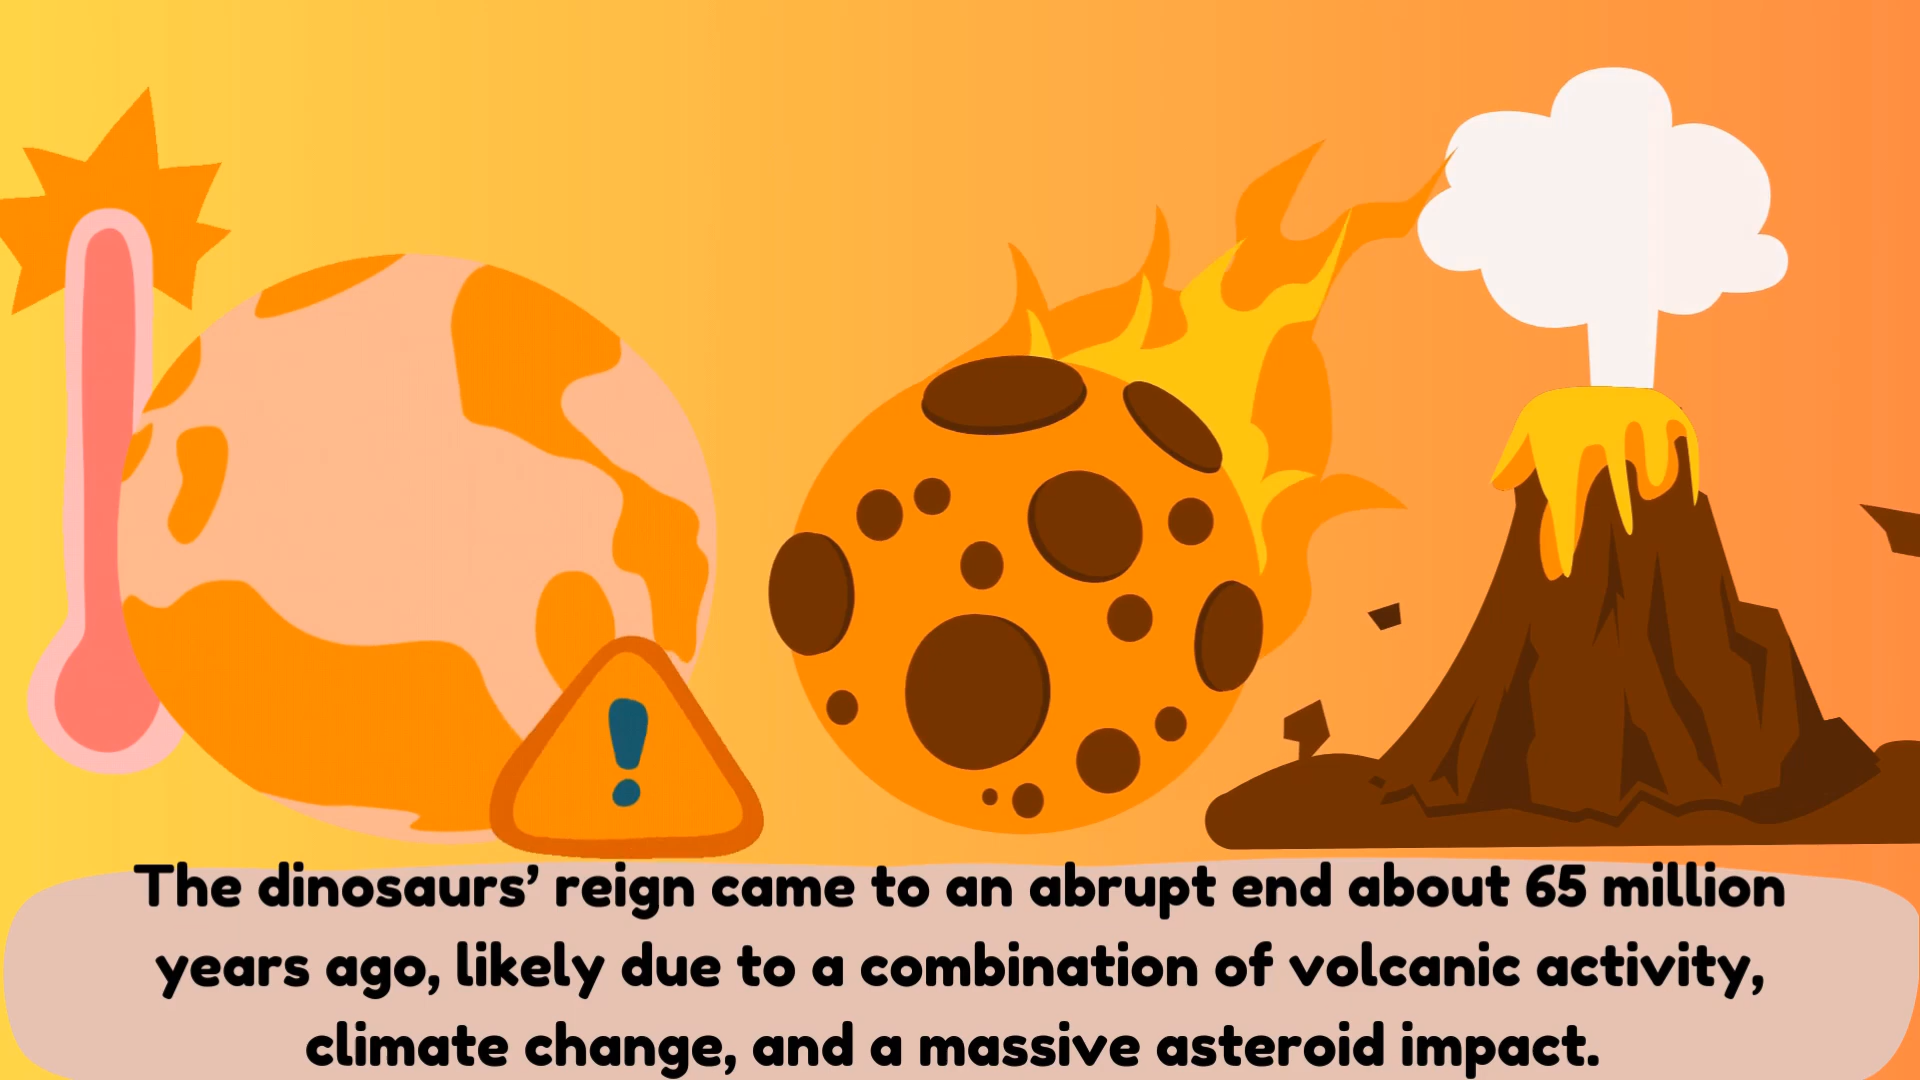 The dinosaurs’ reign came to an abrupt end about 65 million
years ago, likely due to a combination of volcanic activity,
climate change, and a massive asteroid impact.